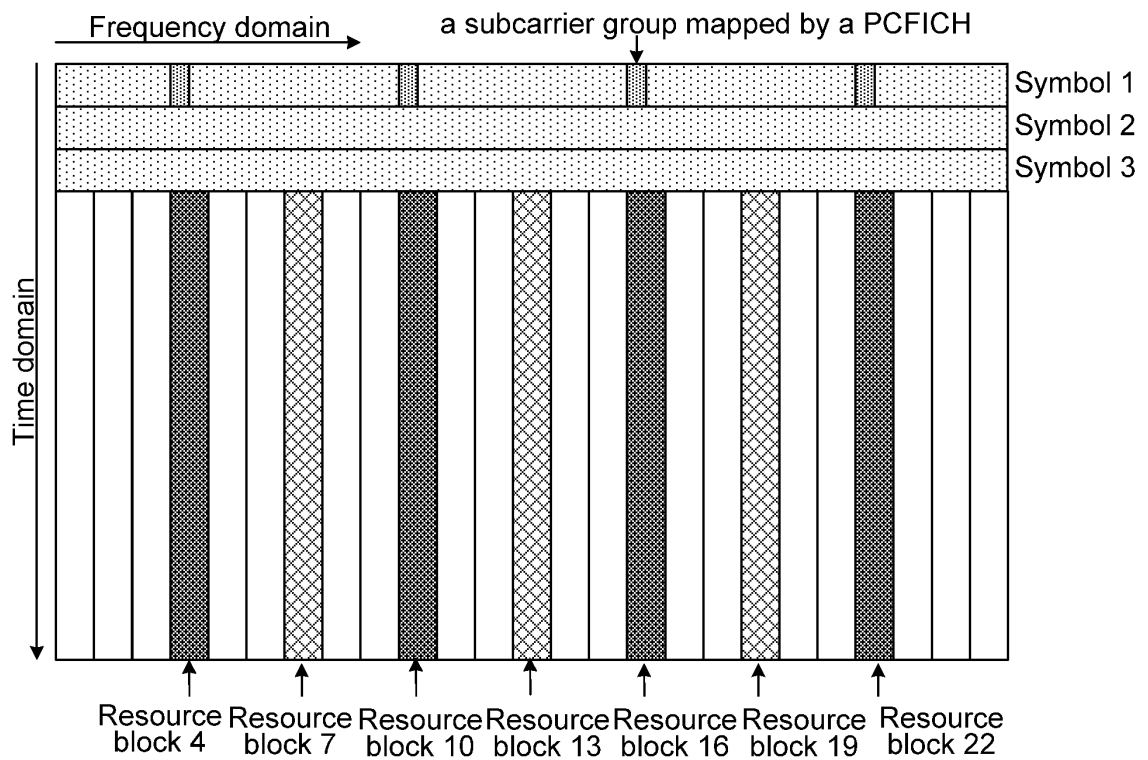 Frequency domain
a subcarrier group mapped by a PCFICH
Symbol 1
Symbol 2
Symbol 3
Time domain
Resource block 4
Resource block 7
Resource block 10
Resource block 13
Resource block 16
Resource block 19
Resource block 22